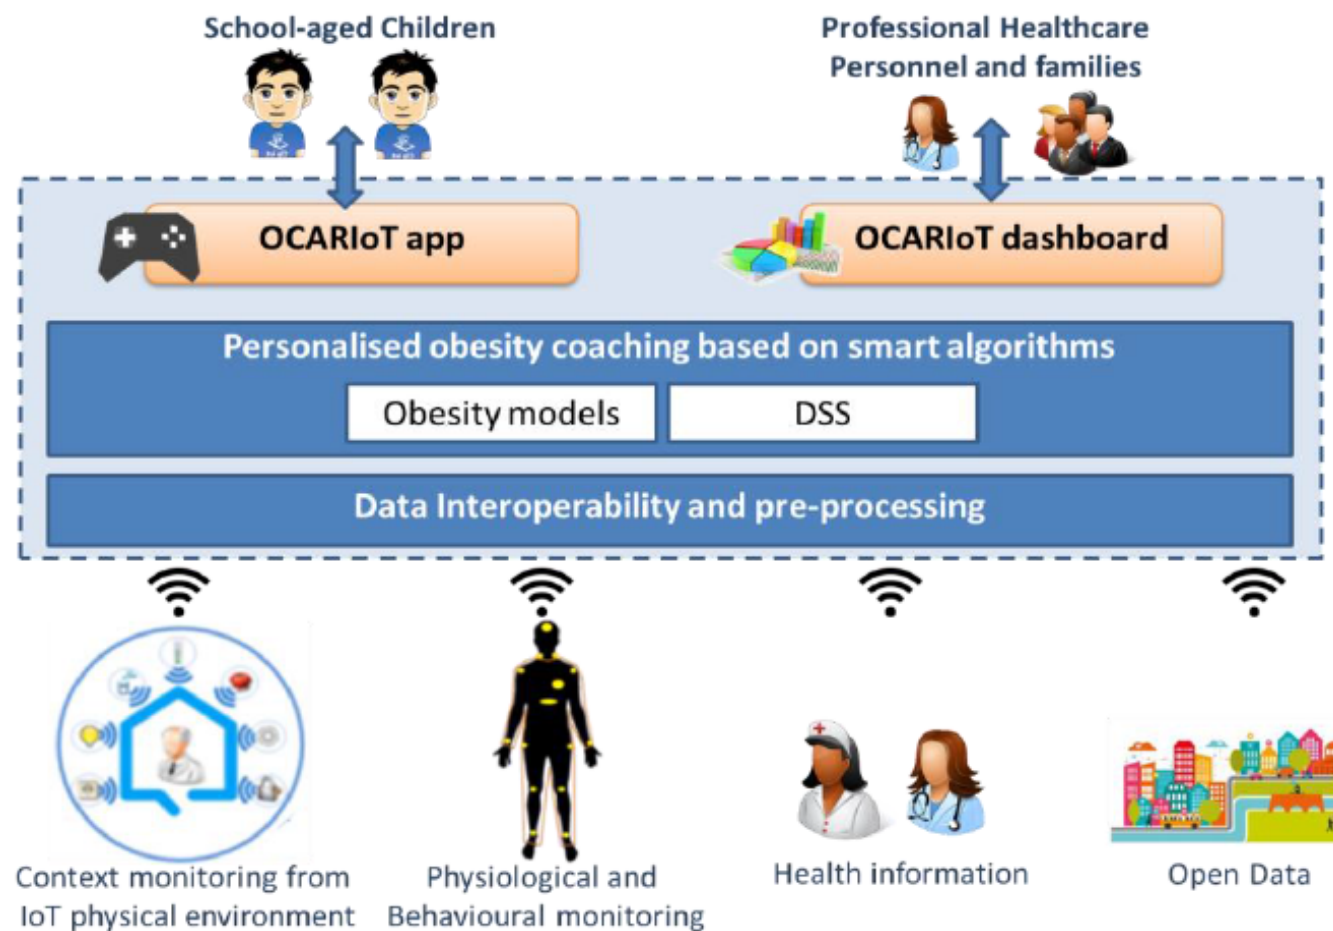 School-aged Children
Professional Healthcare
Personnel and families
OCARIoT app
OCARIoT dashboard
Personalised obesity coaching based on smart algorithms
Obesity models
DSS
Data Interoperability and pre-processing
Context monitoring from
IoT physical environment
Physiological and
Behavioural monitoring
Health information
Open Data